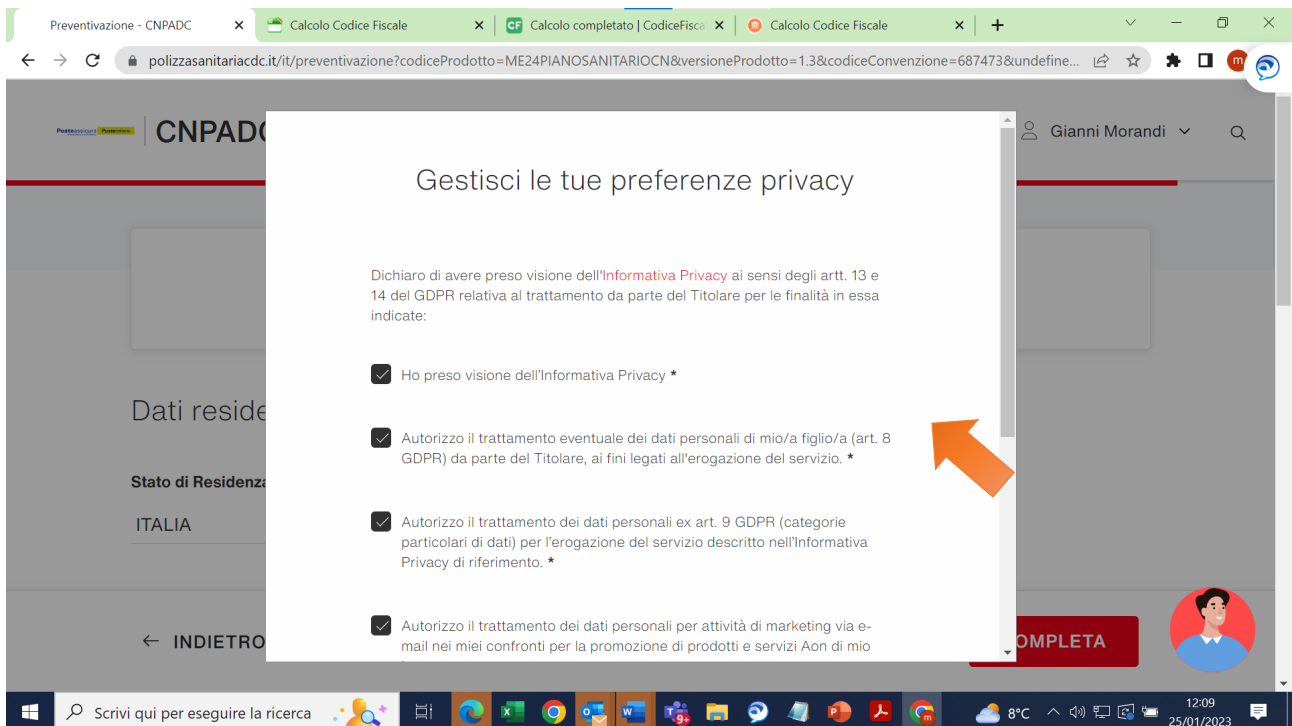 Preventivazione - CNPADC
Calcolo Codice Fiscale
CF Calcolo completato | CodiceFisca
Calcolo Codice Fiscale
polizzasanitariacdc.it/it/preventivazione?codiceProdotto=ME24PIANOSANITARIOCN&versioneProdotto=1.3&codiceConvenzione=687473&undefine...
m
CNPADC
Gianni Morandi
Gestisci le tue preferenze privacy
Dichiaro di avere preso visione dell'Informativa Privacy ai sensi degli artt. 13 e
14 del GDPR relativa al trattamento da parte del Titolare per le finalità in essa
indicate:
Ho preso visione dell'Informativa Privacy *
Dati reside
Autorizzo il trattamento eventuale dei dati personali di mio/a figlio/a (art. 8
GDPR) da parte del Titolare, ai fini legati all'erogazione del servizio. *
Stato di Residenza
ITALIA
Autorizzo il trattamento dei dati personali ex art. 9 GDPR (categorie
particolari di dati) per l'erogazione del servizio descritto nell'Informativa
Privacy di riferimento. *
Autorizzo il trattamento dei dati personali per attività di marketing via e-
mail nei miei confronti per la promozione di prodotti e servizi Aon di mio
← INDIETRO
OMPLETA
Scrivi qui per eseguire la ricerca
9+
8°C
12:09
25/01/2023